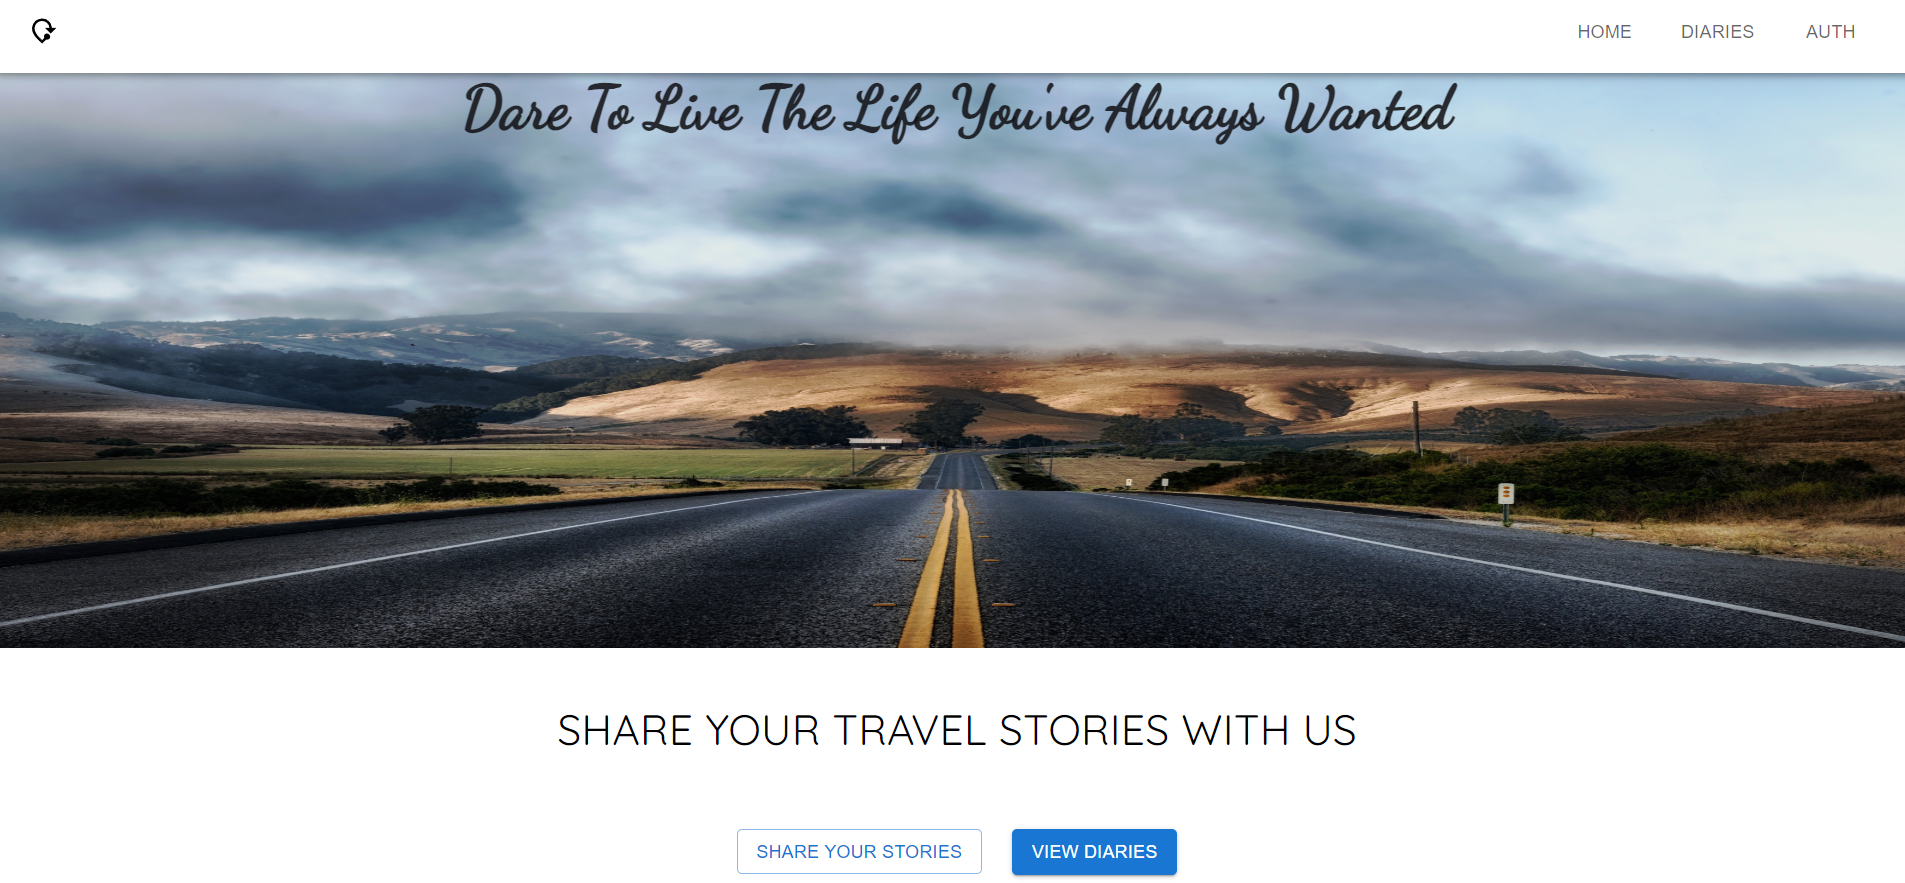 HOME DIARIES AUTH
Dare To Live The Life You've Always Wanted
SHARE YOUR TRAVEL STORIES WITH US
SHARE YOUR STORIES VIEW DIARIES